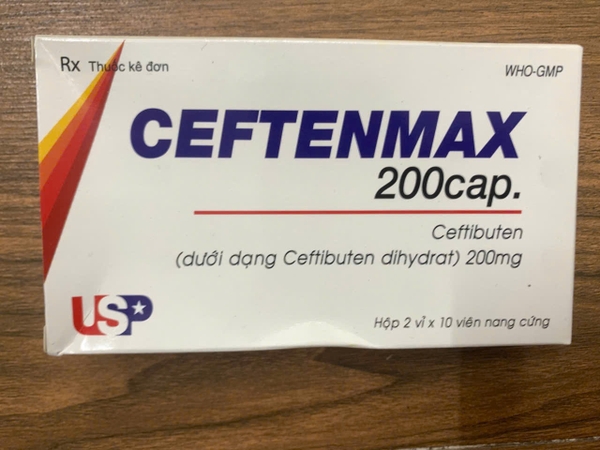 Rx Thuốc kê đơn
WHO-GMP
CEFTENMAX
200cap.
Ceftibuten
(dưới dạng Ceftibuten dihydrat) 200mg
USP
Hộp 2 vỉ x 10 viên nang cứng